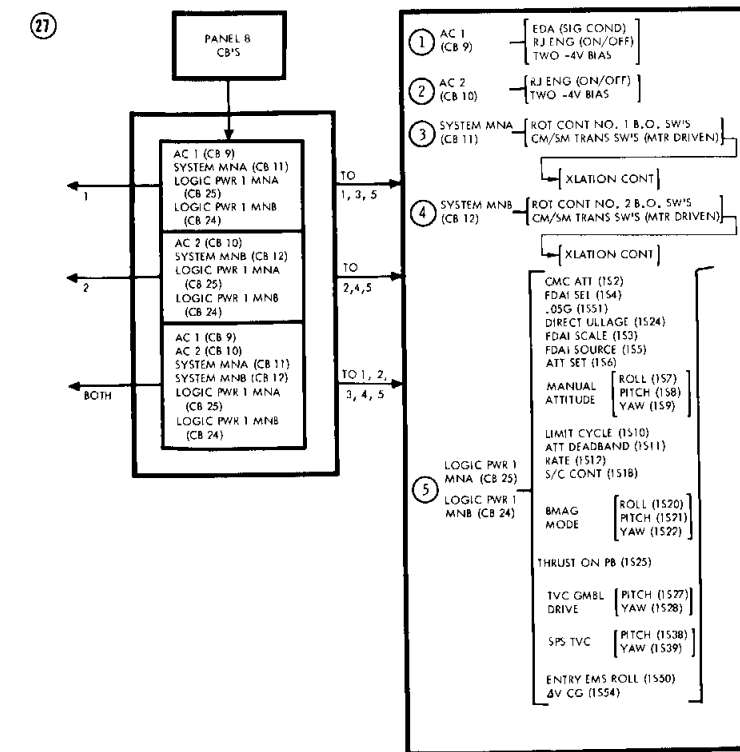 27
PANEL 8
CB'S
AC 1 (CB 9)
SYSTEM MNA (CB 11)
LOGIC PWR 1 MNA
(CB 25)
LOGIC PWR 1 MNB
(CB 24)
1
TO
1, 3, 5
AC 2 (CB 10)
SYSTEM MNB (CB 12)
LOGIC PWR 1 MNA
(CB 25)
LOGIC PWR 1 MNB
(CB 24)
2
TO
2,4,5
AC 1 (CB 9)
AC 2 (CB 10)
SYSTEM MNA (CB 11)
SYSTEM MNB (CB 12)
LOGIC PWR 1 MNA
(CB 25)
LOGIC PWR 1 MNB
(CB 24)
BOTH
TO 1, 2,
3, 4, 5
1 AC 1
(CB 9)
EDA (SIG COND)
RJ ENG (ON/OFF)
TWO -4V BIAS
2 AC 2
(CB 10)
RJ ENG (ON/OFF)
TWO -4V BIAS
3 SYSTEM MNA
(CB 11)
ROT CONT NO. 1 B.O. SW'S
CM/SM TRANS SW'S (MTR DRIVEN)
XLATION CONT
4 SYSTEM MNB
(CB 12)
ROT CONT NO. 2 B.O. SW'S
CM/SM TRANS SW'S (MTR DRIVEN)
XLATION CONT
5
LOGIC PWR 1
MNA (CB 25)
LOGIC PWR 1
MNB (CB 24)
CMC ATT (1S2)
FDAI SEL (1S4)
.05G (1S51)
DIRECT ULLAGE (1S24)
FDAI SCALE (1S3)
FDAI SOURCE (1S5)
ATT SET (1S6)
MANUAL
ATTITUDE
ROLL (1S7)
PITCH (1S8)
YAW (1S9)
LIMIT CYCLE (1S10)
ATT DEADBAND (1S11)
RATE (1S12)
S/C CONT (1S18)
BMAG
MODE
ROLL (1S20)
PITCH (1S21)
YAW (1S22)
THRUST ON PB (1S25)
TVC GMBL
DRIVE
PITCH (1S27)
YAW (1S28)
SPS TVC
PITCH (1S38)
YAW (1S39)
ENTRY EMS ROLL (1S50)
ΔV CG (1S54)